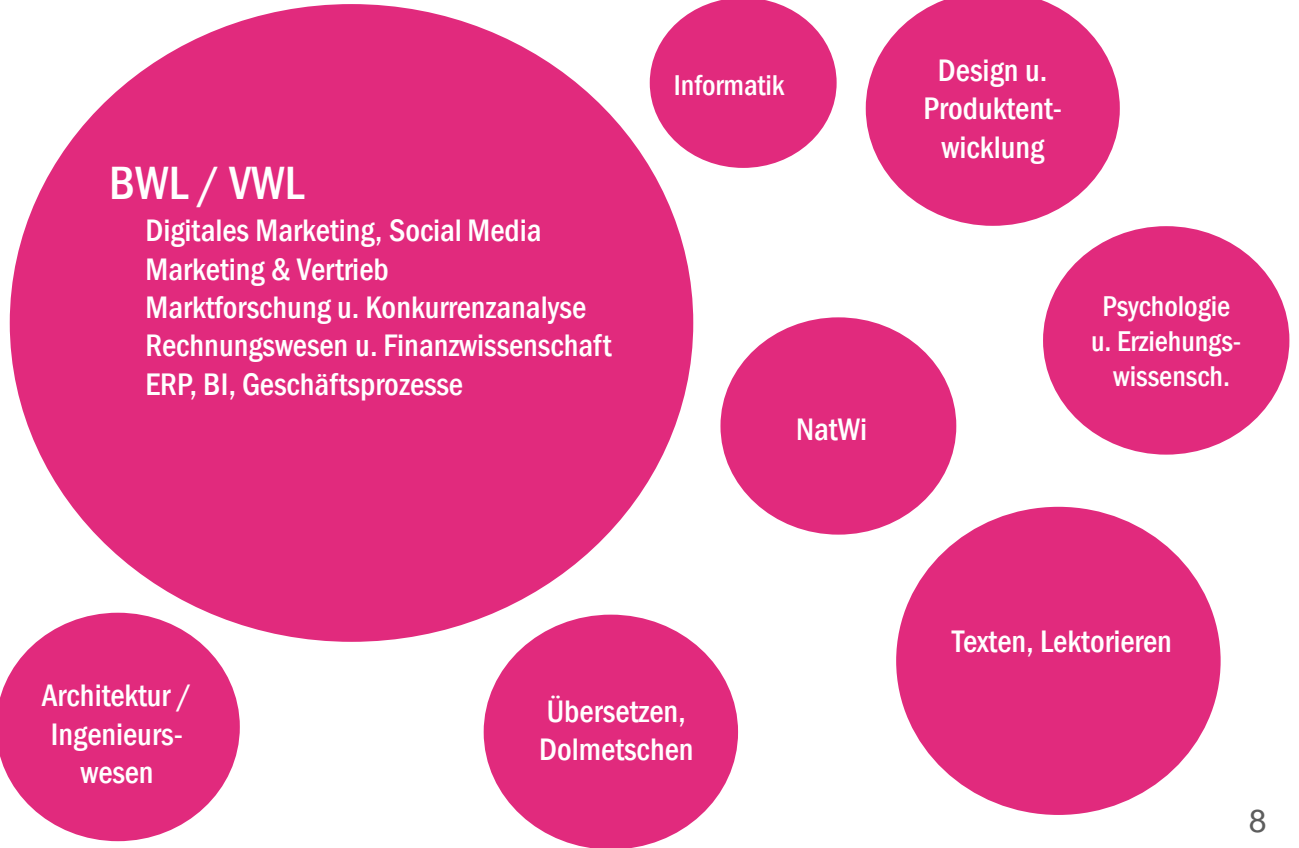 BWL / VWL
Digitales Marketing, Social Media
Marketing & Vertrieb
Marktforschung u. Konkurrenzanalyse
Rechnungswesen u. Finanzwissenschaft
ERP, BI, Geschäftsprozesse
Informatik
Design u.
Produktent-
wicklung
Psychologie
u. Erziehungs-
wissensch.
NatWi
Texten, Lektorieren
Architektur /
Ingenieurs-
wesen
Übersetzen,
Dolmetschen
8